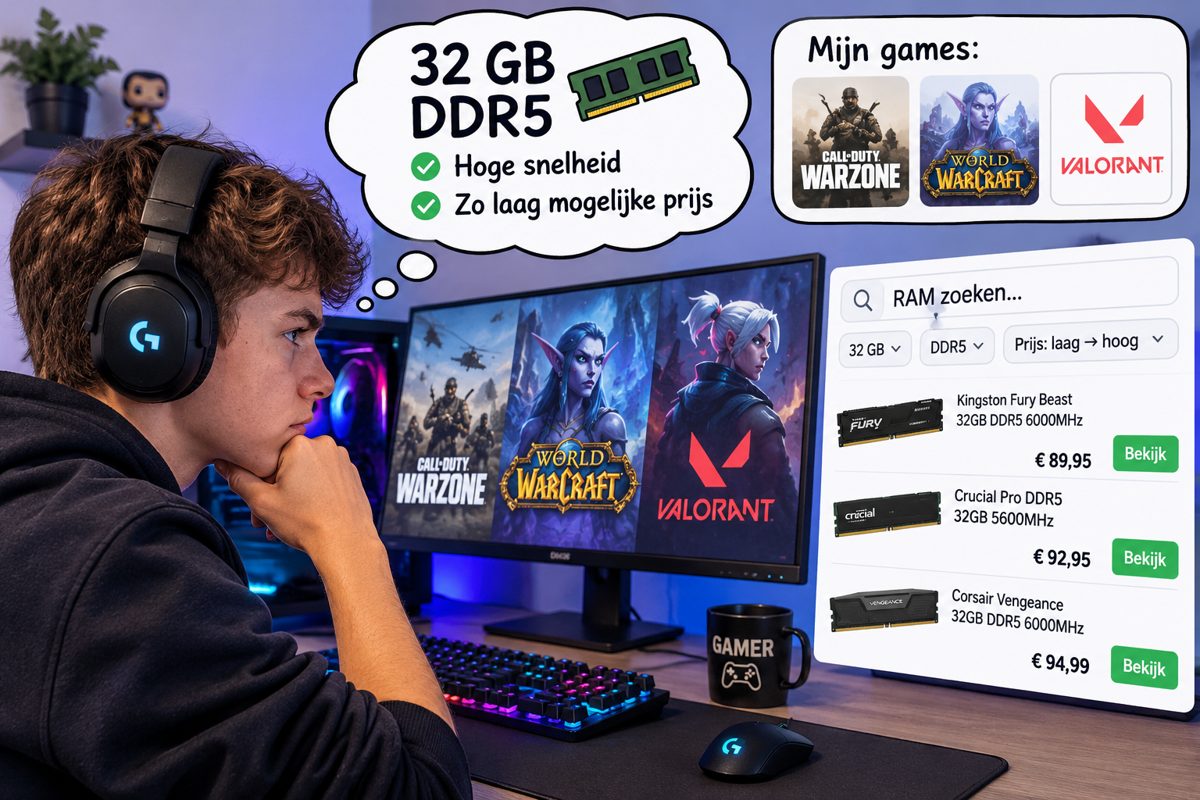 32 GB
DDR5
Hoge snelheid
Zo laag mogelijke prijs
Mijn games:
CALL OF DUTY
WARZONE
WORLD
WARCRAFT
VALORANT
CALL OF DUTY
WARZONE
WORLD
WARCRAFT
VALORANT
RAM zoeken...
32 GB
DDR5
Prijs: laag → hoog
FURY
Kingston Fury Beast
32GB DDR5 6000MHz
€ 89,95
Bekijk
crucial
Crucial Pro DDR5
32GB 5600MHz
€ 92,95
Bekijk
VENGEANCE
Corsair Vengeance
32GB DDR5 6000MHz
€ 94,99
Bekijk
GAMER
G
G